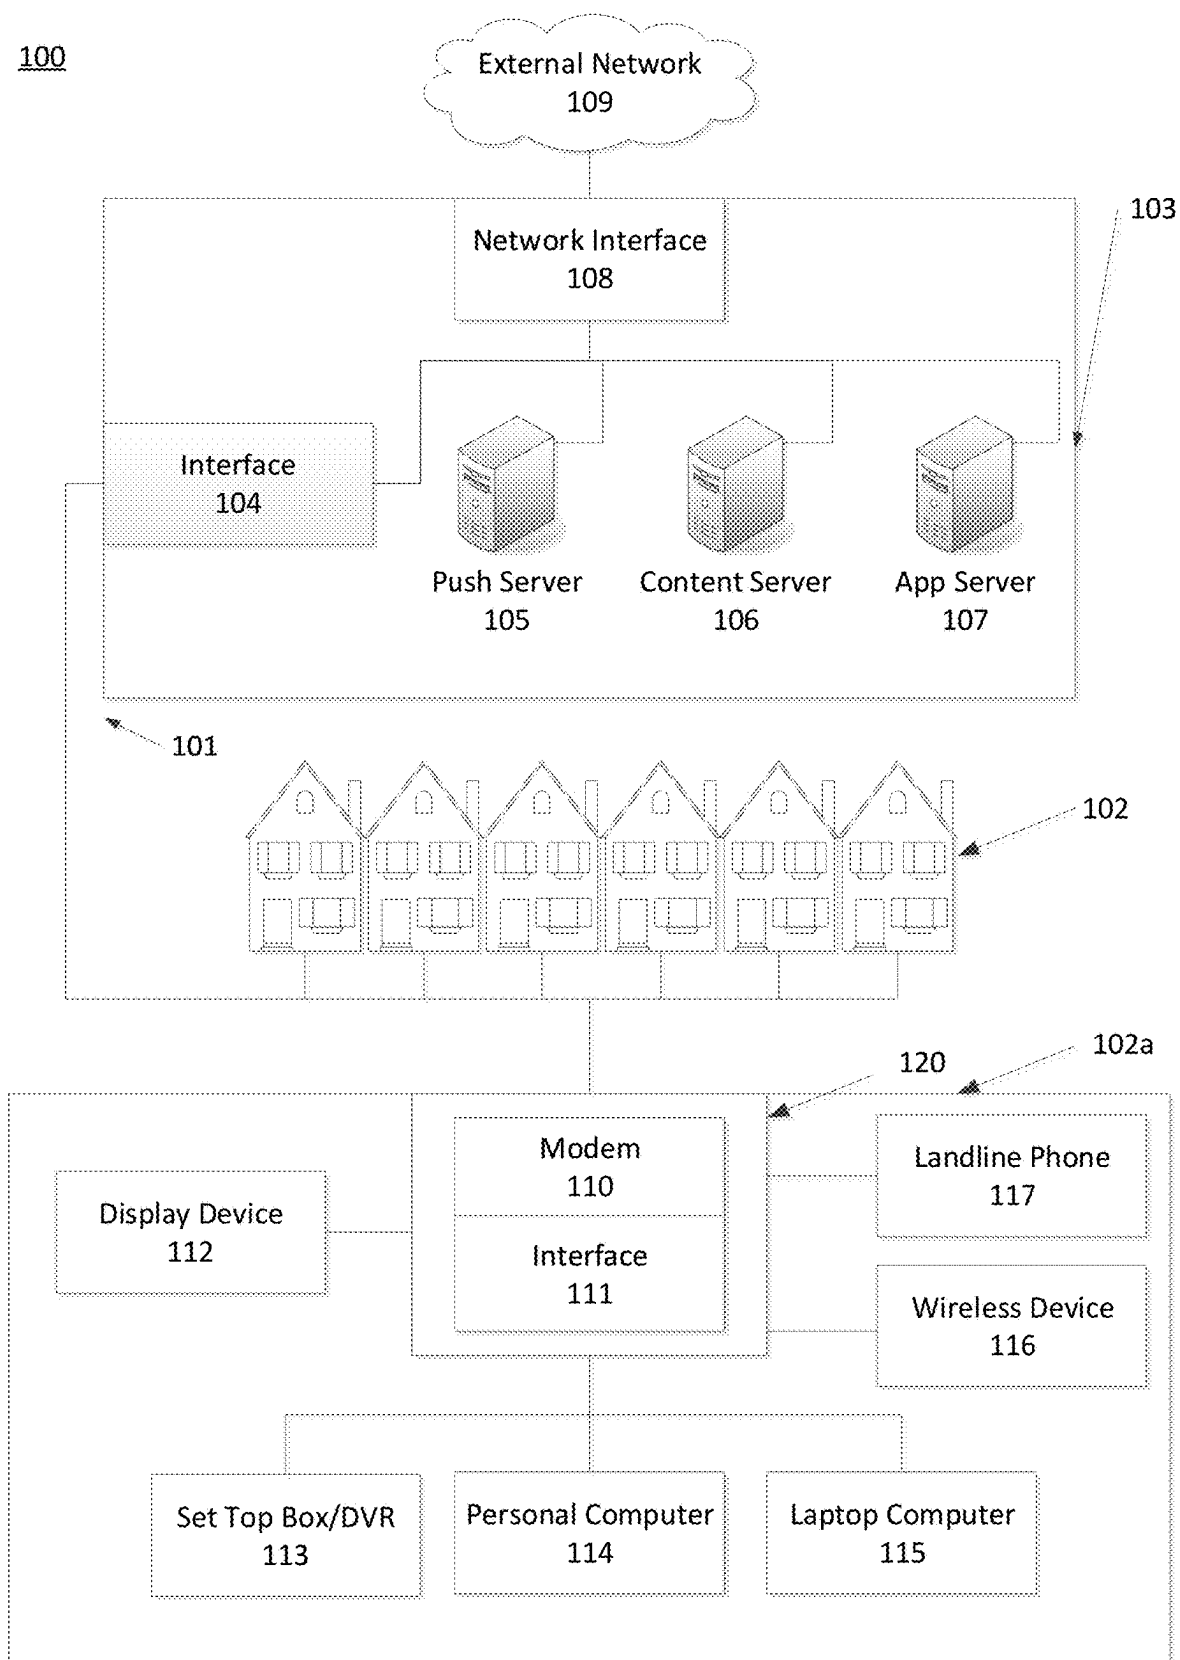 100
External Network
109
103
Network Interface
108
Interface
104
Push Server
105
Content Server
106
App Server
107
101
102
102a
120
Modem
110
Landline Phone
117
Display Device
112
Interface
111
Wireless Device
116
Set Top Box/DVR
113
Personal Computer
114
Laptop Computer
115